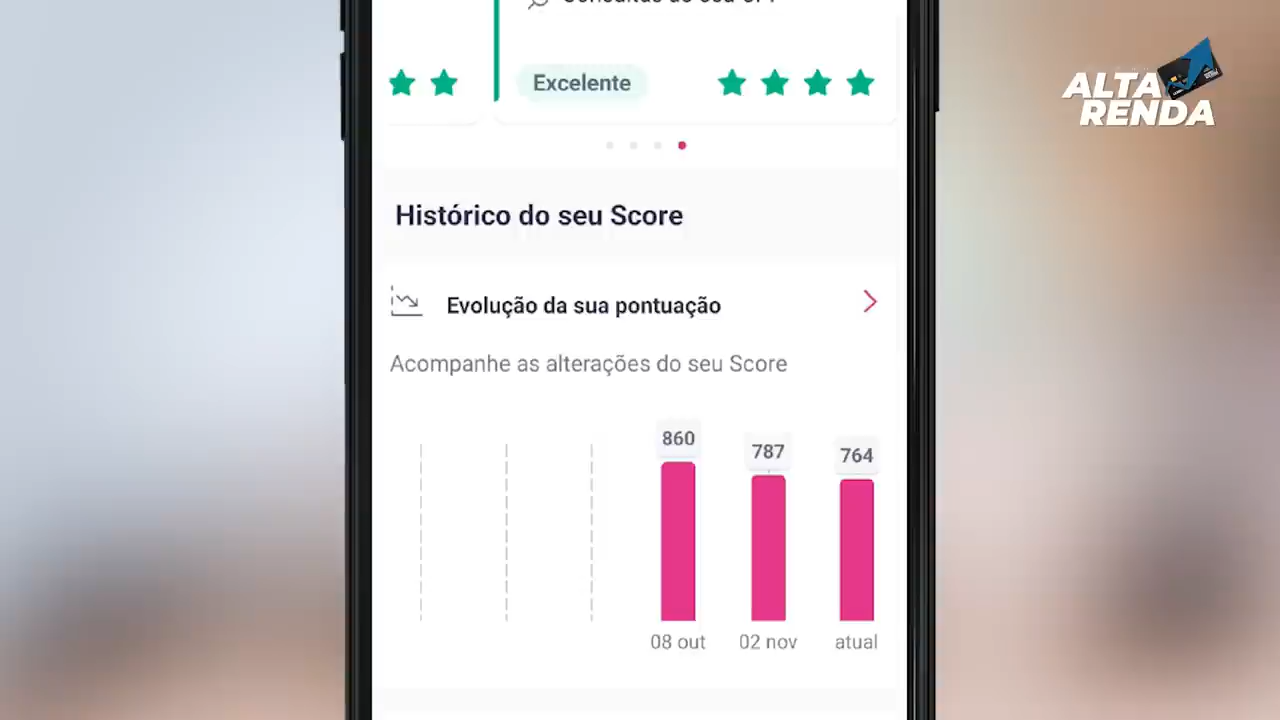 Excelente
ALTA
RENDA
Histórico do seu Score
Evolução da sua pontuação
Acompanhe as alterações do seu Score
860
787
764
08 out
02 nov
atual